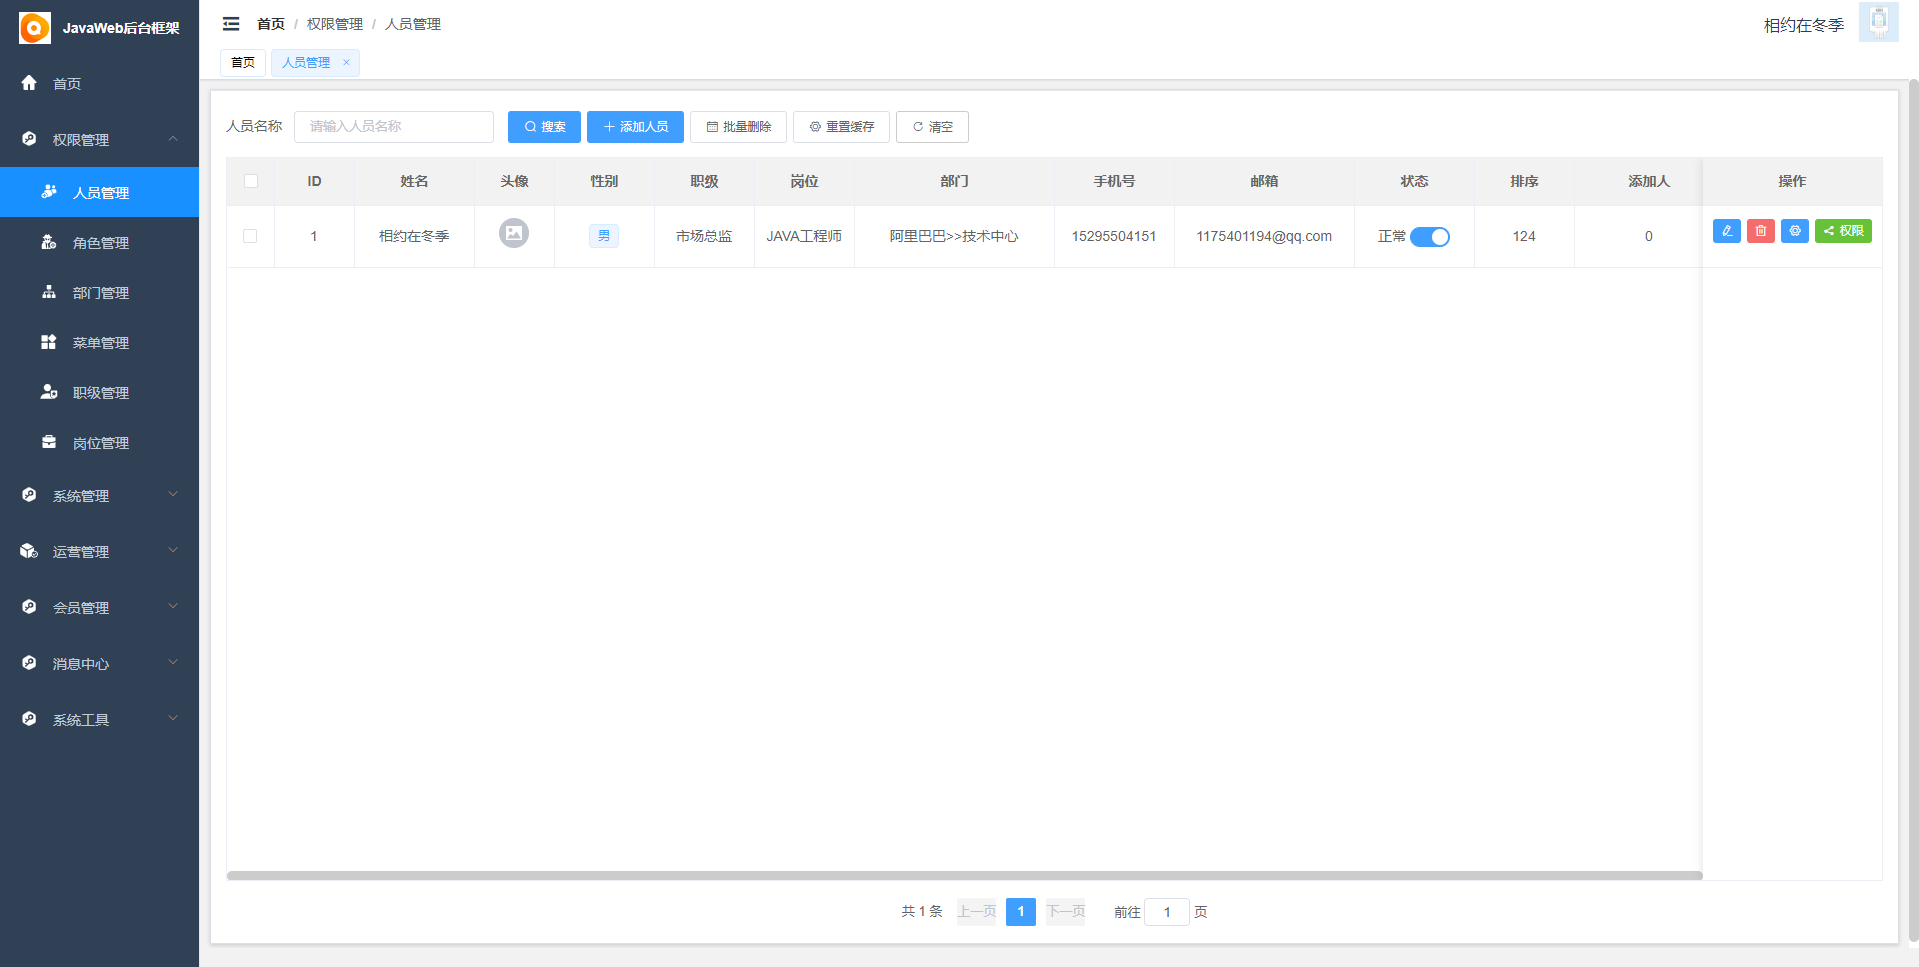 JavaWeb后台框架
首页
权限管理
人员管理
角色管理
部门管理
菜单管理
职级管理
岗位管理
系统管理
运营管理
会员管理
消息中心
系统工具
首页 / 权限管理 / 人员管理
相约在冬季
首页 人员管理 ×
人员名称 请输入人员名称 搜索 添加人员 批量删除 重置缓存 清空
ID 姓名 头像 性别 职级 岗位 部门 手机号 邮箱 状态 排序 添加人 操作
1 相约在冬季 男 市场总监 JAVA工程师 阿里巴巴>>技术中心 15295504151 1175401194@qq.com 正常 124 0 权限
共 1 条 上一页 1 下一页 前往 1 页